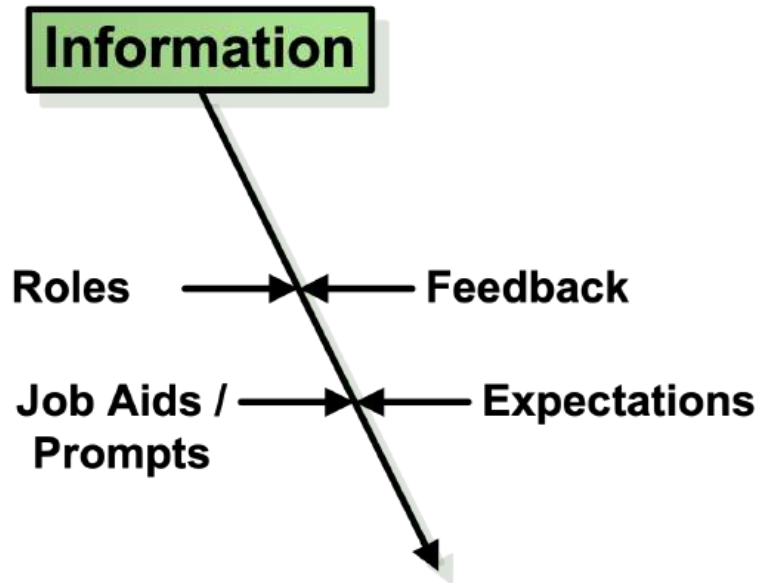 Information
Roles
Feedback
Job Aids /
Prompts
Expectations